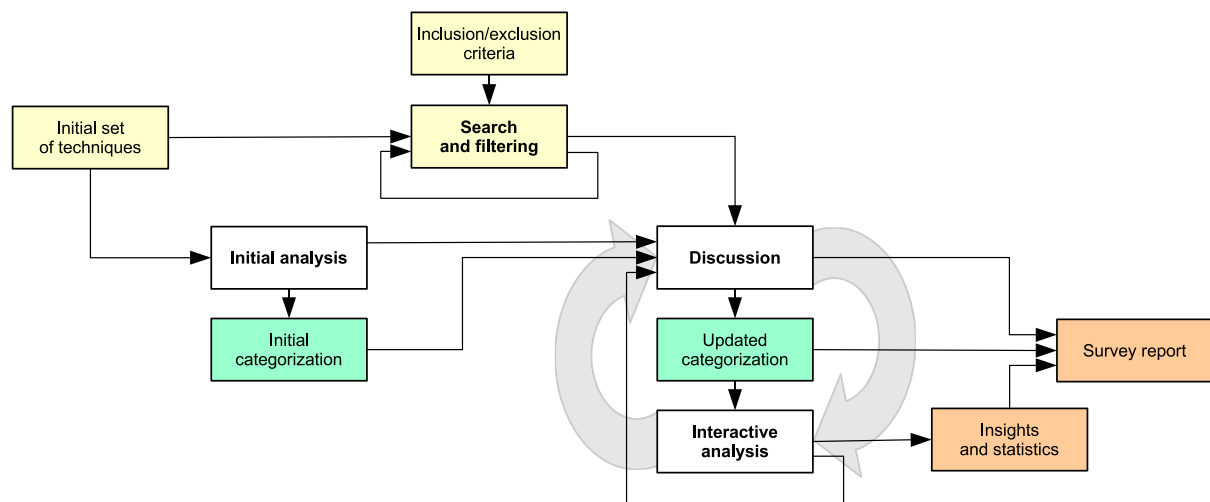 Inclusion/exclusion
criteria
Initial set
of techniques
Search
and filtering
Initial analysis
Discussion
Initial
categorization
Updated
categorization
Survey report
Interactive
analysis
Insights
and statistics